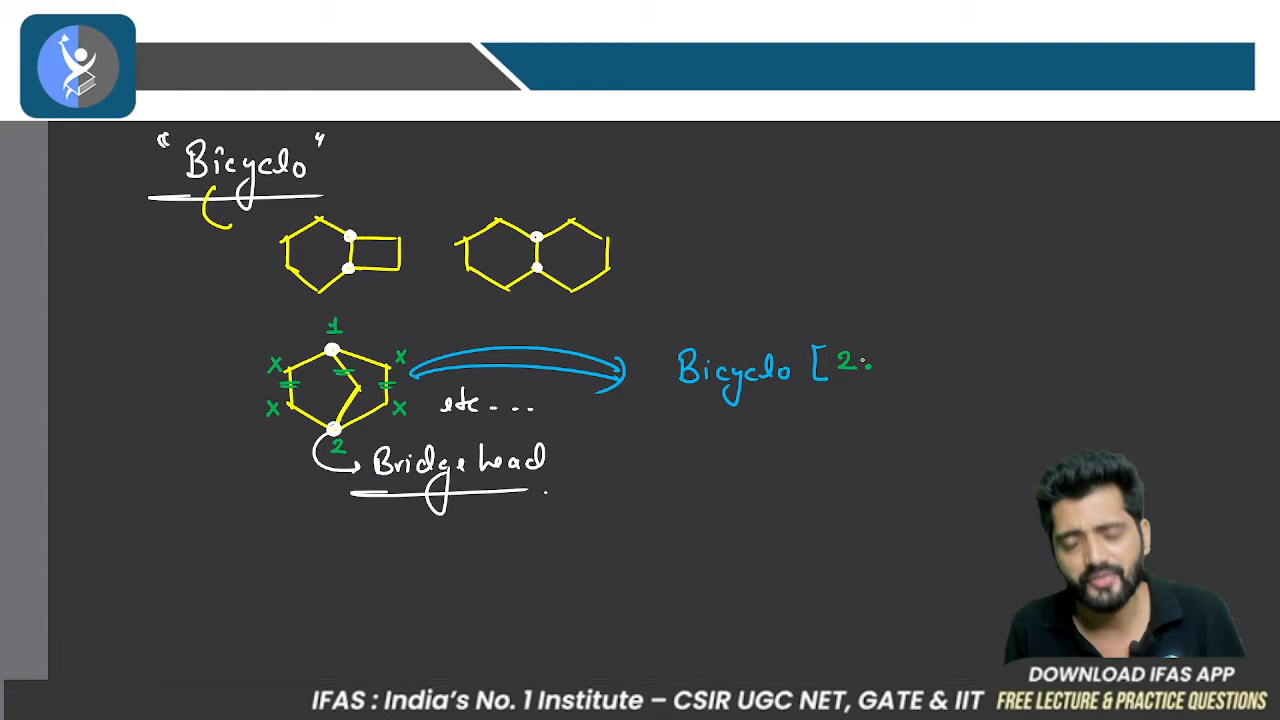 "Bicyclo"
1
X X
X X
2
etc...
Bridge head
Bicyclo [2.
DOWNLOAD IFAS APP
IFAS : India's No. 1 Institute – CSIR UGC NET, GATE & IIT
FREE LECTURE & PRACTICE QUESTIONS